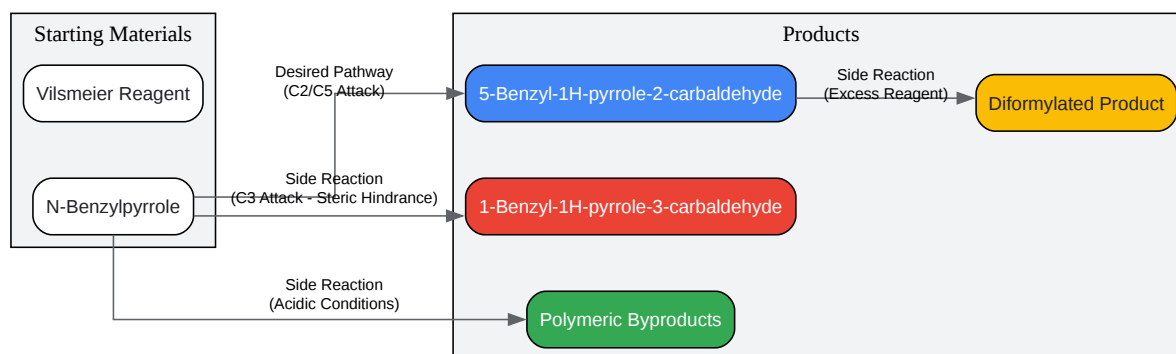 Starting Materials
Products
Vilsmeier Reagent
Desired Pathway
(C2/C5 Attack)
5-Benzyl-1H-pyrrole-2-carbaldehyde
Side Reaction
(Excess Reagent)
Diformylated Product
N-Benzylpyrrole
Side Reaction
(C3 Attack - Steric Hindrance)
1-Benzyl-1H-pyrrole-3-carbaldehyde
Side Reaction
(Acidic Conditions)
Polymeric Byproducts